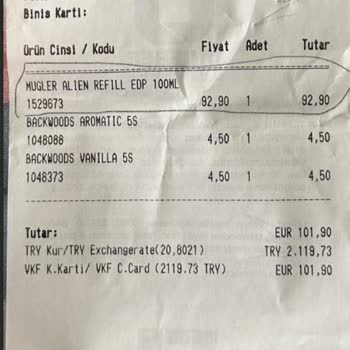 Binis Karti:
Ürün Cinsi / Kodu Fiyat Adet Tutar
MUGLER ALIEN REFILL EDP 100ML
1529673 92,90 1 92,90
BACKWOODS AROMATIC 5S
1048088 4,50 1 4,50
BACKWOODS VANILLA 5S
1048373 4,50 1 4,50
Tutar: EUR 101,90
TRY Kur/TRY Exchangerate(20,8021) TRY 2.119,73
VKF K.Karti/ VKF C.Card (2119.73 TRY) EUR 101,90